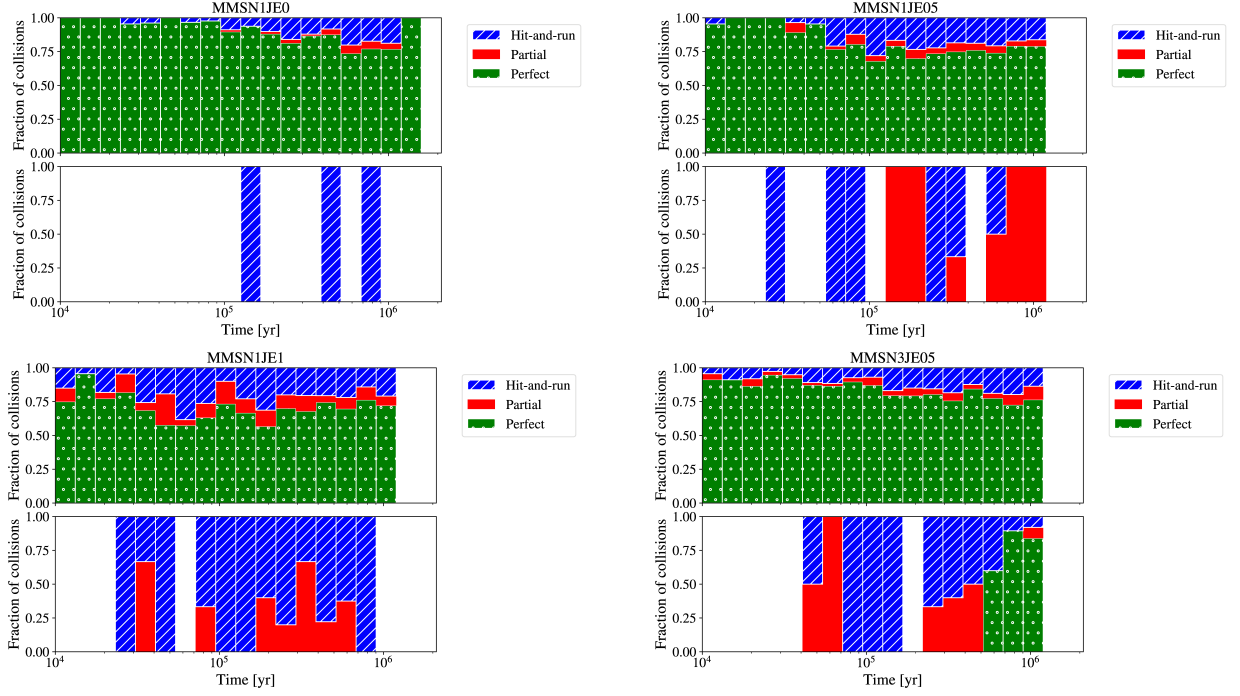 MMSN1JE0
1.00
0.75
0.50
0.25
0.00
Fraction of collisions
Hit-and-run
Partial
Perfect
1.00
0.75
0.50
0.25
0.00
Fraction of collisions
10^4
10^5
10^6
Time [yr]
MMSN1JE05
1.00
0.75
0.50
0.25
0.00
Fraction of collisions
Hit-and-run
Partial
Perfect
1.00
0.75
0.50
0.25
0.00
Fraction of collisions
10^4
10^5
10^6
Time [yr]
MMSN1JE1
1.00
0.75
0.50
0.25
0.00
Fraction of collisions
Hit-and-run
Partial
Perfect
1.00
0.75
0.50
0.25
0.00
Fraction of collisions
10^4
10^5
10^6
Time [yr]
MMSN3JE05
1.00
0.75
0.50
0.25
0.00
Fraction of collisions
Hit-and-run
Partial
Perfect
1.00
0.75
0.50
0.25
0.00
Fraction of collisions
10^4
10^5
10^6
Time [yr]